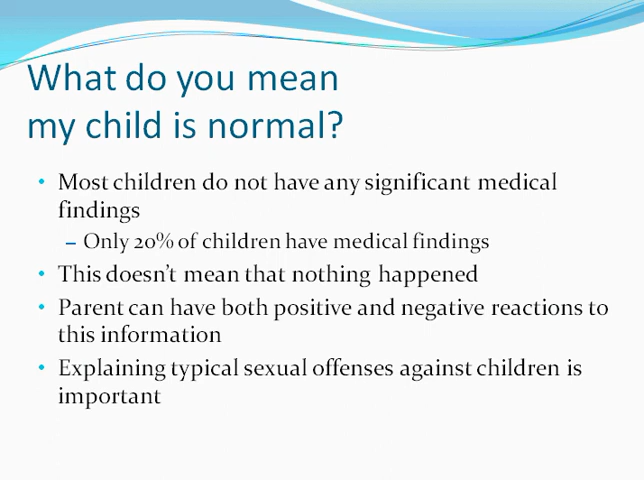 What do you mean
my child is normal?
• Most children do not have any significant medical
findings
– Only 20% of children have medical findings
• This doesn't mean that nothing happened
• Parent can have both positive and negative reactions to
this information
• Explaining typical sexual offenses against children is
important